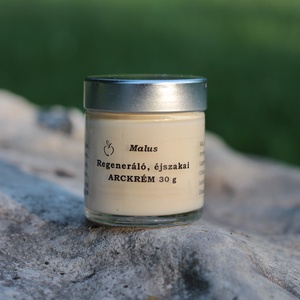 Malus
Regeneráló, éjszakai
ARCKRÉM 30 g